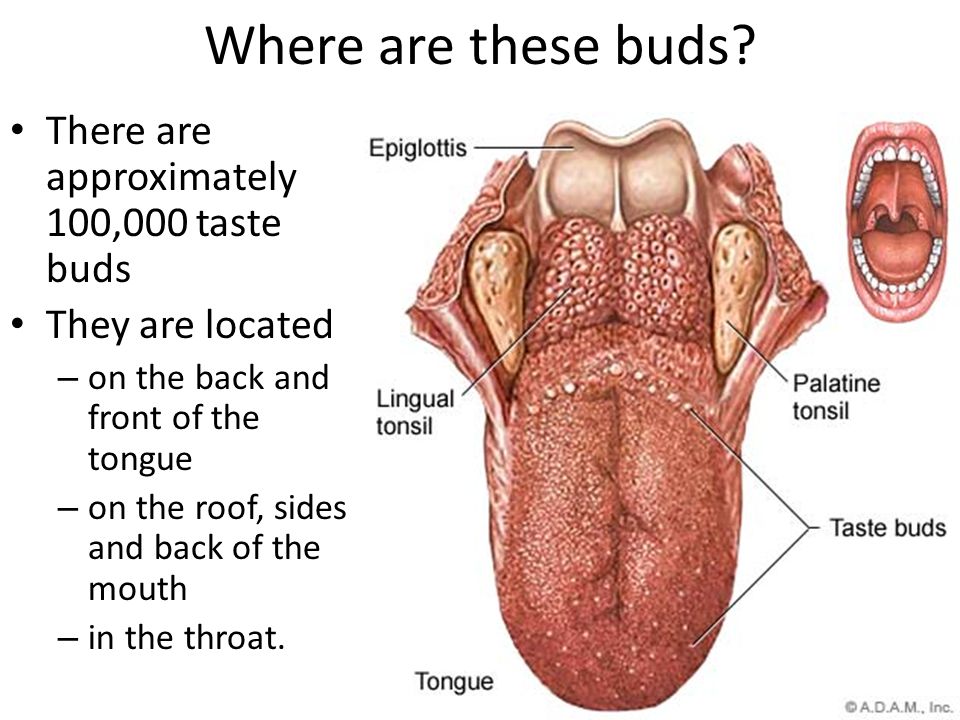 Where are these buds?
• There are
approximately
100,000 taste
buds
• They are located
– on the back and
front of the
tongue
– on the roof, sides
and back of the
mouth
– in the throat.
Epiglottis
Lingual
tonsil
Palatine
tonsil
Taste buds
Tongue
© A.D.A.M., Inc.